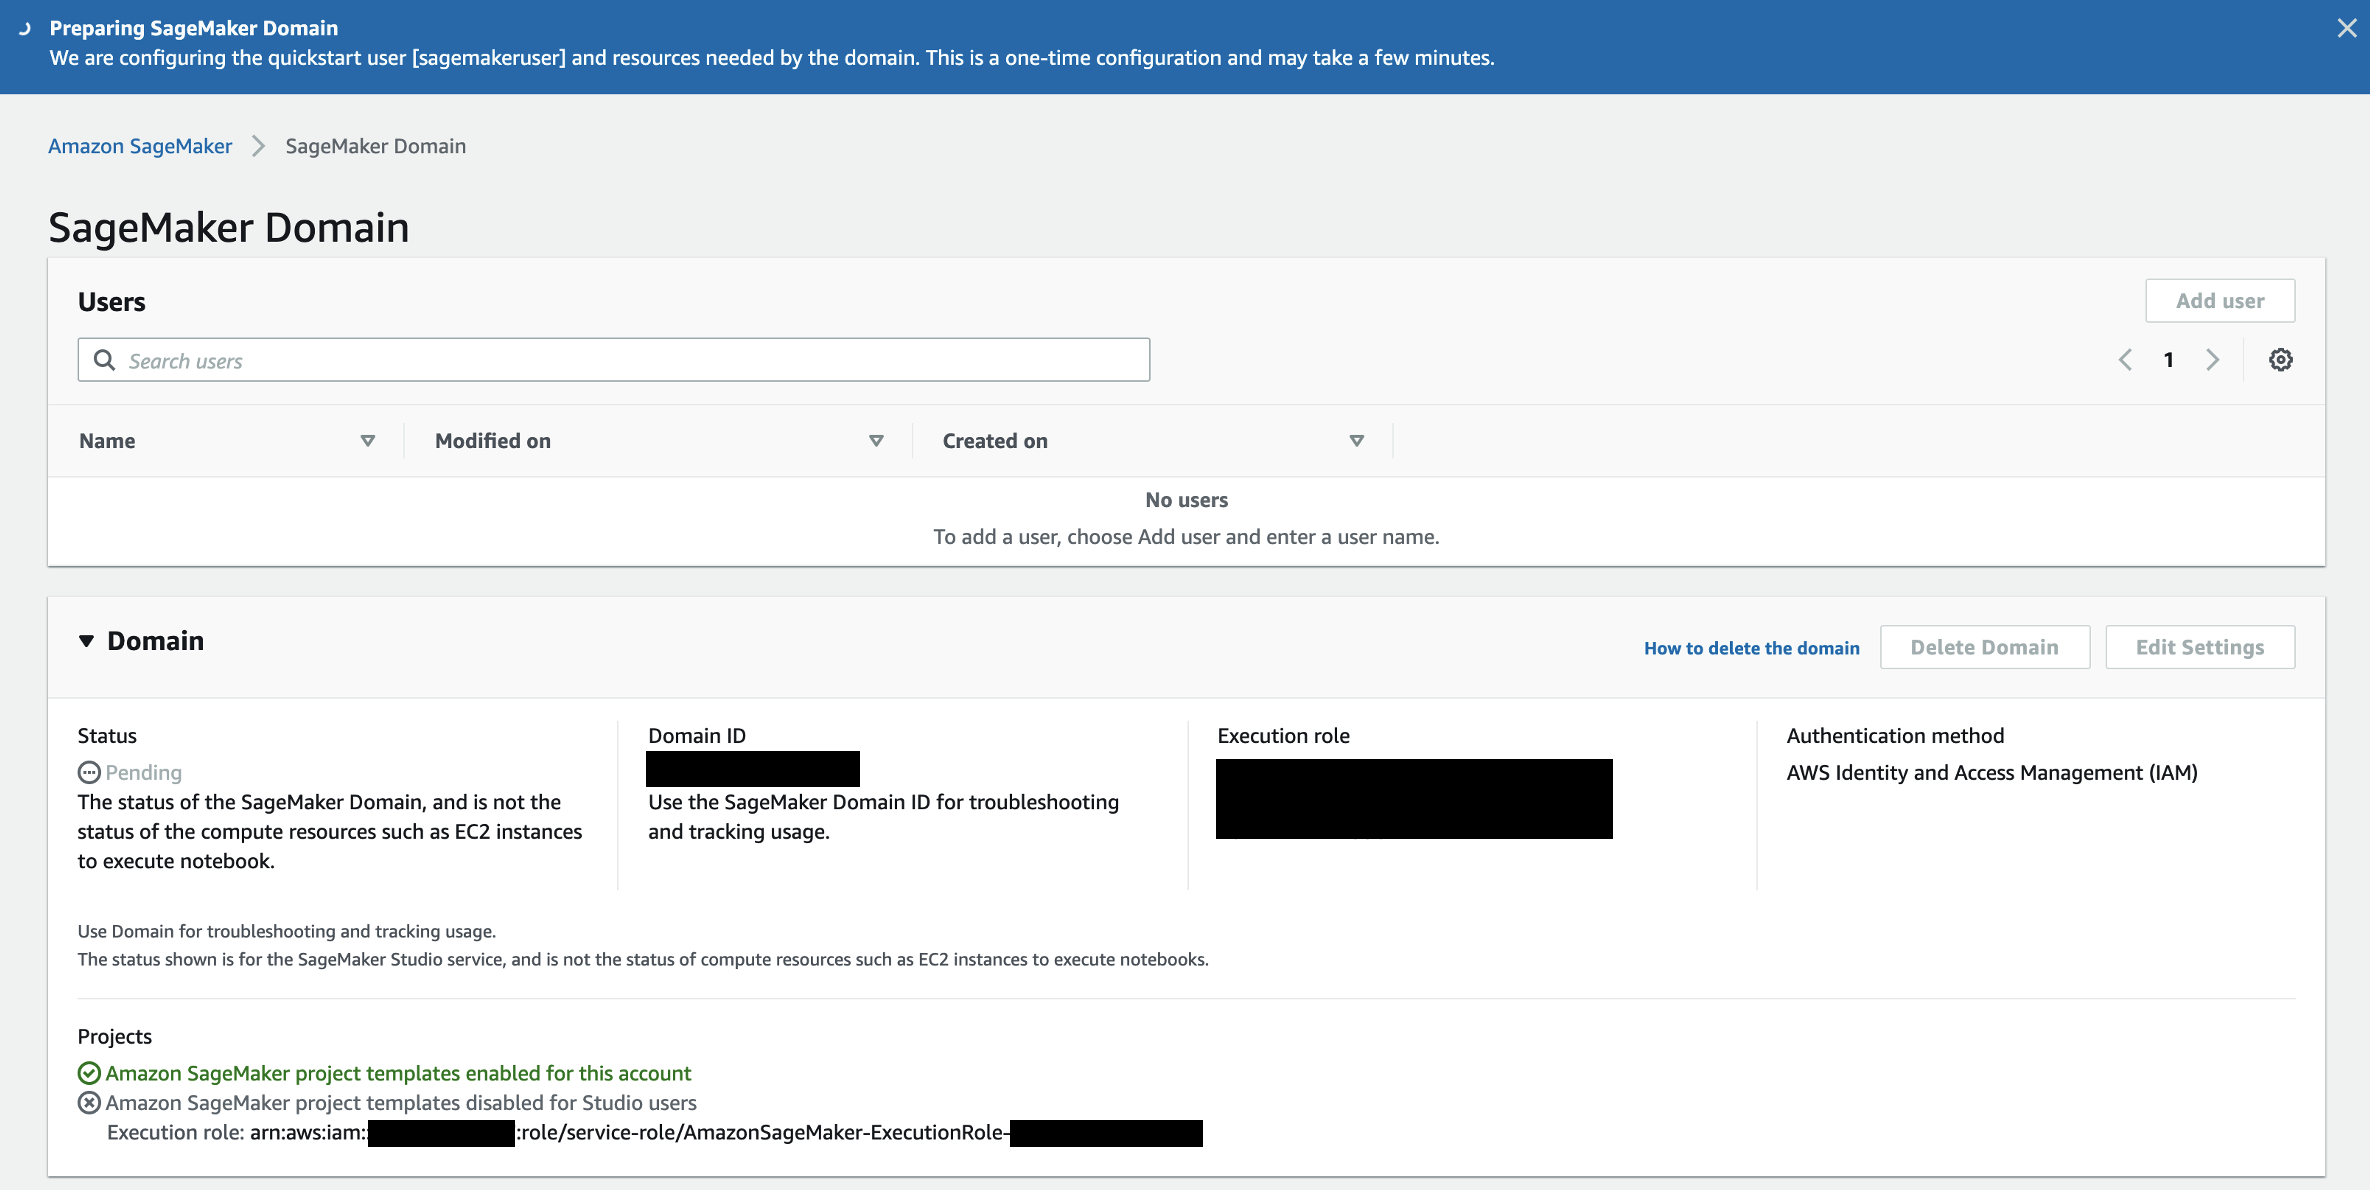 Preparing SageMaker Domain
We are configuring the quickstart user [sagemakeruser] and resources needed by the domain. This is a one-time configuration and may take a few minutes.
Amazon SageMaker SageMaker Domain
SageMaker Domain
Users
Add user
Search users
1
Name Modified on Created on
No users
To add a user, choose Add user and enter a user name.
Domain
How to delete the domain Delete Domain Edit Settings
Status
Pending
The status of the SageMaker Domain, and is not the
status of the compute resources such as EC2 instances
to execute notebook.
Domain ID
Use the SageMaker Domain ID for troubleshooting
and tracking usage.
Execution role
Authentication method
AWS Identity and Access Management (IAM)
Use Domain for troubleshooting and tracking usage.
The status shown is for the SageMaker Studio service, and is not the status of compute resources such as EC2 instances to execute notebooks.
Projects
Amazon SageMaker project templates enabled for this account
Amazon SageMaker project templates disabled for Studio users
Execution role: arn:aws:iam:: :role/service-role/AmazonSageMaker-ExecutionRole-